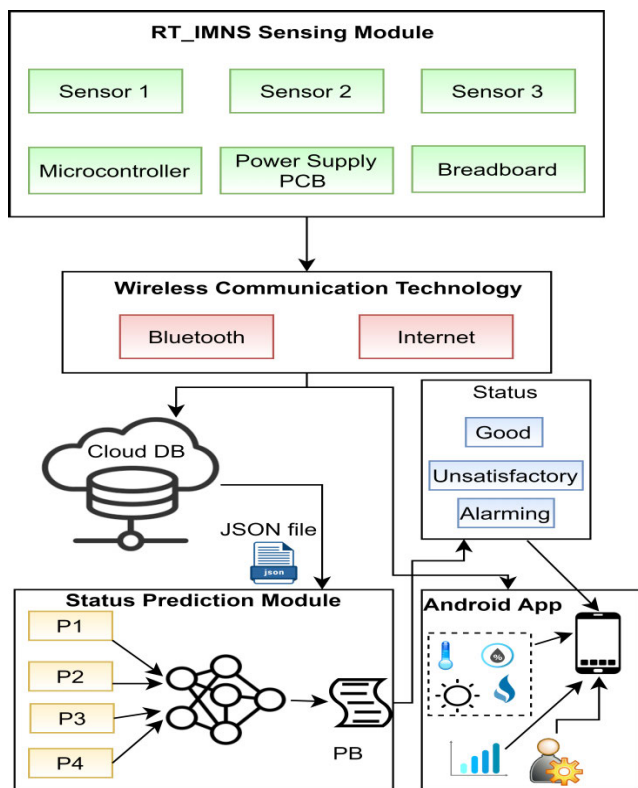 RT_IMNS Sensing Module
Sensor 1
Sensor 2
Sensor 3
Microcontroller
Power Supply
PCB
Breadboard
Wireless Communication Technology
Bluetooth
Internet
Cloud DB
Status
Good
Unsatisfactory
Alarming
JSON file
json
Status Prediction Module
P1
P2
P3
P4
PB
Android App
%